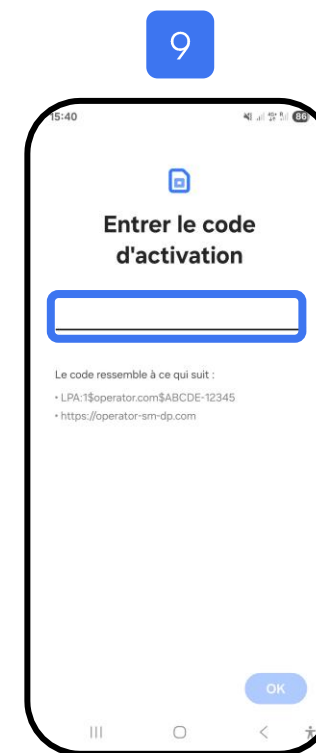 9
15:40
86
Entrer le code
d'activation
Le code ressemble à ce qui suit :
• LPA:1$operator.com$ABCDE-12345
• https://operator-sm-dp.com
OK